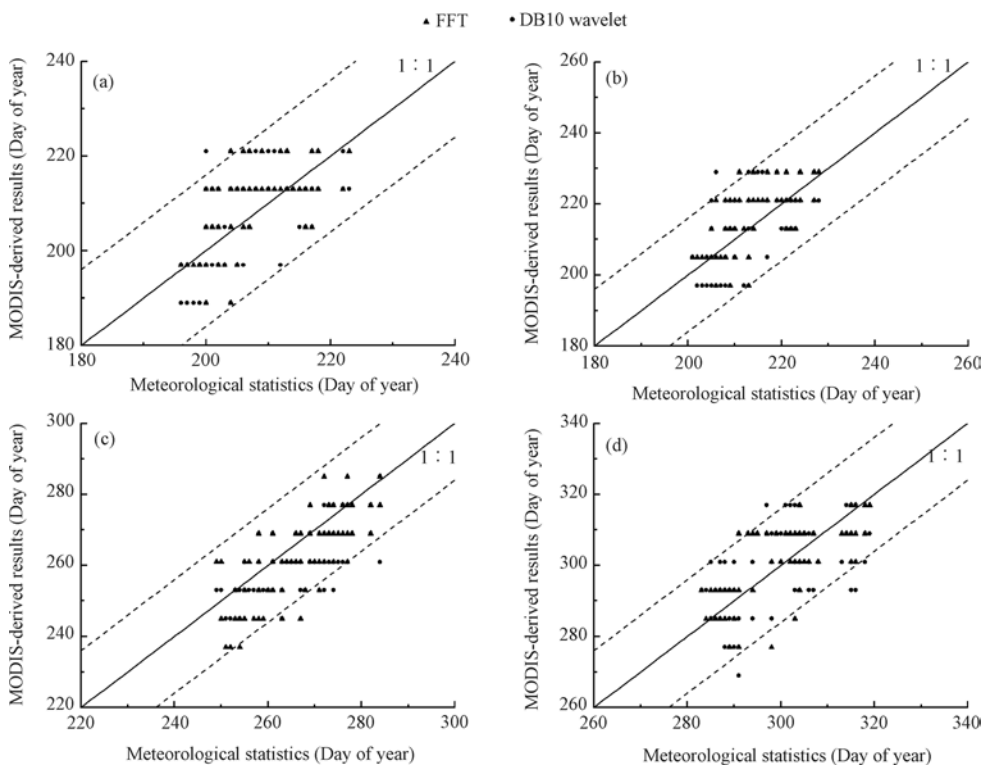 ▲ FFT • DB10 wavelet
MODIS-derived results (Day of year)
240
220
200
180
(a)
1∶1
180 200 220 240
Meteorological statistics (Day of year)
MODIS-derived results (Day of year)
260
240
220
200
180
(b)
1∶1
180 200 220 240 260
Meteorological statistics (Day of year)
MODIS-derived results (Day of year)
300
280
260
240
220
(c)
1∶1
220 240 260 280 300
Meteorological statistics (Day of year)
MODIS-derived results (Day of year)
340
320
300
280
260
(d)
1∶1
260 280 300 320 340
Meteorological statistics (Day of year)